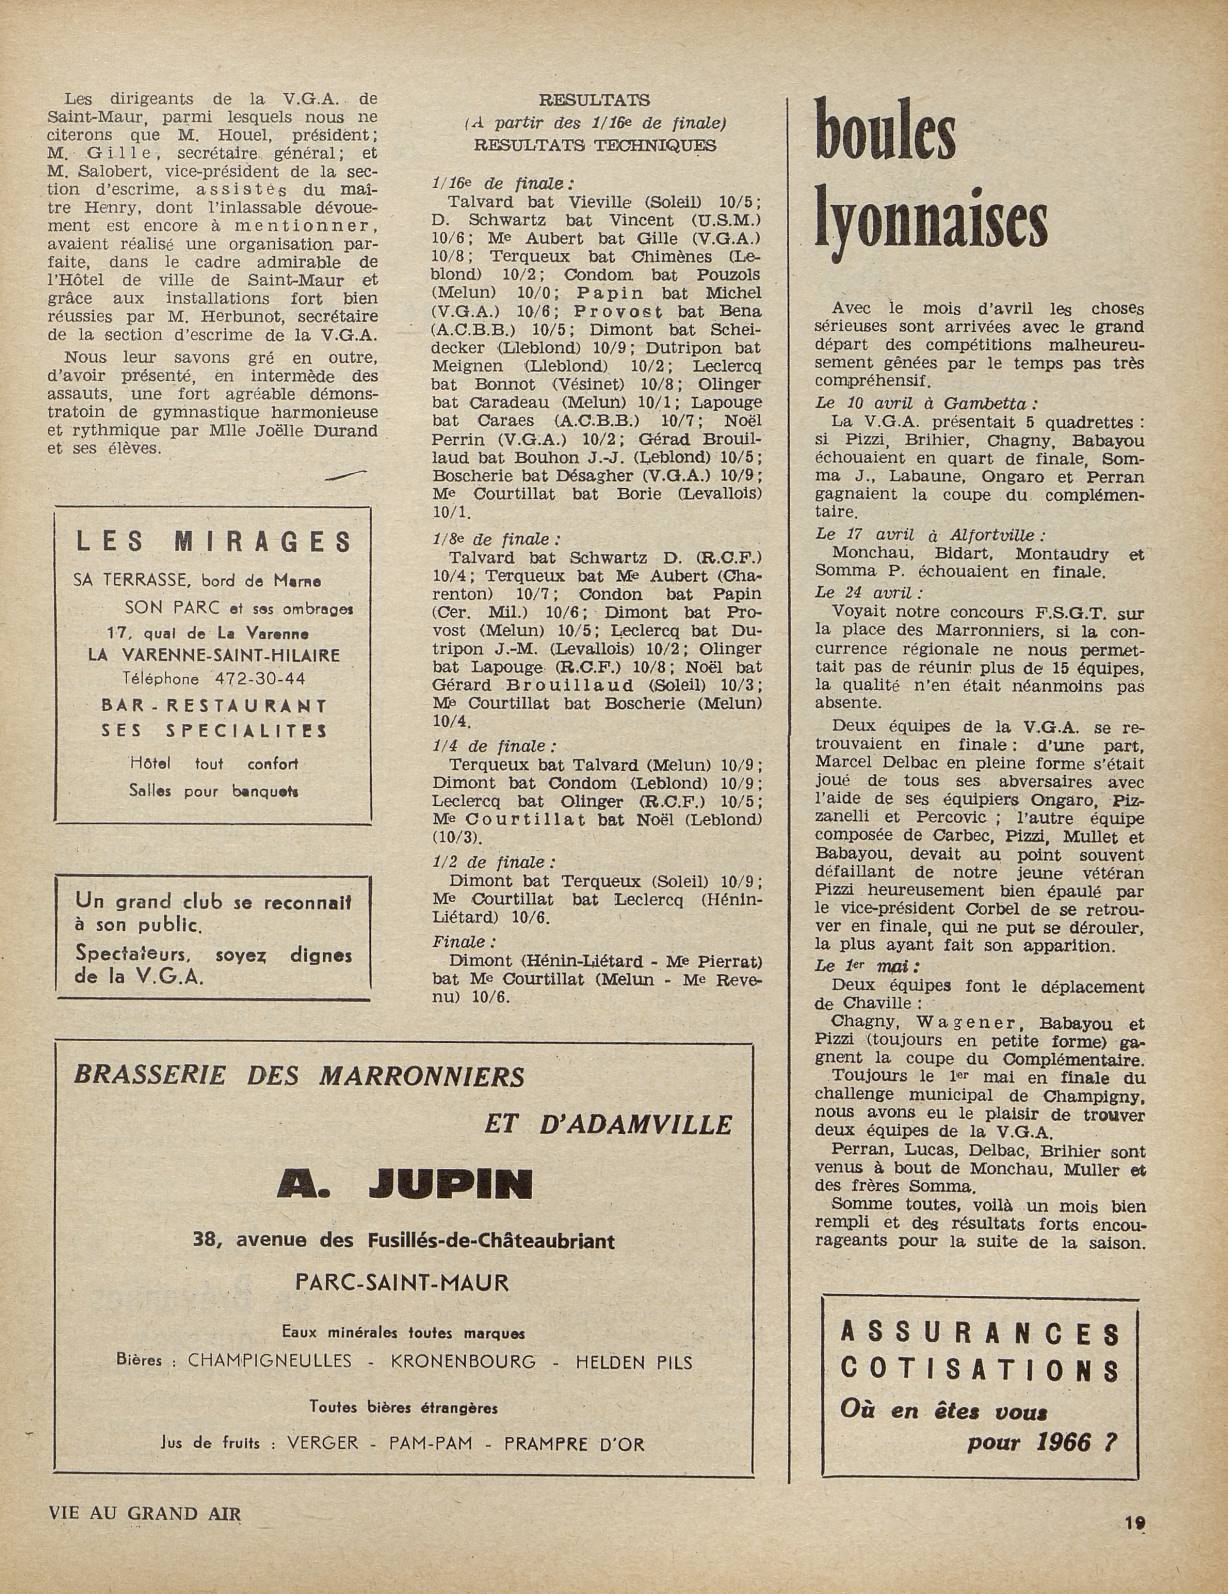 Les dirigeants de la V.G.A. de
Saint-Maur, parmi lesquels nous ne
citerons que M. Houel, président;
M. Gille, secrétaire général; et
M. Salobert, vice-président de la sec-
tion d'escrime, assistés du maî-
tre Henry, dont l'inlassable dévoue-
ment est encore à mentionner,
avaient réalisé une organisation par-
faite, dans le cadre admirable de
l'Hôtel de ville de Saint-Maur et
grâce aux installations fort bien
réussies par M. Herbunot, secrétaire
de la section d'escrime de la V.G.A.
Nous leur savons gré en outre,
d'avoir présenté, en intermède des
assauts, une fort agréable démons-
tratoin de gymnastique harmonieuse
et rythmique par Mlle Joëlle Durand
et ses élèves.
LES MIRAGES
SA TERRASSE, bord de Marne
SON PARC et ses ombrages
17, quai de La Varenne
LA VARENNE-SAINT-HILAIRE
Téléphone 472-30-44
BAR - RESTAURANT
SES SPECIALITES
Hôtel tout confort
Salles pour banquets
Un grand club se reconnait
à son public.
Spectateurs, soyez dignes
de la V.G.A.
RESULTATS
(A partir des 1/16e de finale)
RESULTATS TECHNIQUES
1/16e de finale :
Talvard bat Vieville (Soleil) 10/5;
D. Schwartz bat Vincent (U.S.M.)
10/6; Me Aubert bat Gille (V.G.A.)
10/8; Terqueux bat Chimènes (Le-
blond) 10/2; Condom bat Pouzols
(Melun) 10/0; Papin bat Michel
(V.G.A.) 10/6; Provost bat Bena
(A.C.B.B.) 10/5; Dimont bat Schei-
decker (Lleblond) 10/9; Dutripon bat
Meignen (Lleblond) 10/2; Leclercq
bat Bonnot (Vésinet) 10/8; Olinger
bat Caradeau (Melun) 10/1; Lapouge
bat Caraes (A.C.B.B.) 10/7; Noël
Perrin (V.G.A.) 10/2; Gérad Brouil-
laud bat Bouhon J.-J. (Leblond) 10/5;
Boscherie bat Désagher (V.G.A.) 10/9;
Me Courtillat bat Borie (Levallois)
10/1.
1/8e de finale :
Talvard bat Schwartz D. (R.C.F.)
10/4; Terqueux bat Me Aubert (Cha-
renton) 10/7; Condon bat Papin
(Cer. Mil.) 10/6; Dimont bat Pro-
vost (Melun) 10/5; Leclercq bat Du-
tripon J.-M. (Levallois) 10/2; Olinger
bat Lapouge (R.C.F.) 10/8; Noël bat
Gérard Brouillaud (Soleil) 10/3;
Me Courtillat bat Boscherie (Melun)
10/4.
1/4 de finale :
Terqueux bat Talvard (Melun) 10/9;
Dimont bat Condom (Leblond) 10/9;
Leclercq bat Olinger (R.C.F.) 10/5;
Me Courtillat bat Noël (Leblond)
(10/3).
1/2 de finale :
Dimont bat Terqueux (Soleil) 10/9;
Me Courtillat bat Leclercq (Hénin-
Liétard) 10/6.
Finale :
Dimont (Hénin-Liétard - Me Pierrat)
bat Me Courtillat (Melun - Me Reve-
nu) 10/6.
BRASSERIE DES MARRONNIERS
ET D'ADAMVILLE
A. JUPIN
38, avenue des Fusillés-de-Châteaubriant
PARC-SAINT-MAUR
Eaux minérales toutes marques
Bières : CHAMPIGNEULLES - KRONENBOURG - HELDEN PILS
Toutes bières étrangères
Jus de fruits : VERGER - PAM-PAM - PRAMPRE D'OR
boules
lyonnaises
Avec le mois d'avril les choses
sérieuses sont arrivées avec le grand
départ des compétitions malheureu-
sement gênées par le temps pas très
compréhensif.
Le 10 avril à Gambetta :
La V.G.A. présentait 5 quadrettes :
si Pizzi, Brihier, Chagny, Babayou
échouaient en quart de finale, Som-
ma J., Labaune, Ongaro et Perran
gagnaient la coupe du complémen-
taire.
Le 17 avril à Alfortville :
Monchau, Bidart, Montaudry et
Somma P. échouaient en finale.
Le 24 avril :
Voyait notre concours F.S.G.T. sur
la place des Marronniers, si la con-
currence régionale ne nous permet-
tait pas de réunir plus de 15 équipes,
la qualité n'en était néanmoins pas
absente.
Deux équipes de la V.G.A. se re-
trouvaient en finale : d'une part,
Marcel Delbac en pleine forme s'était
joué de tous ses adversaires avec
l'aide de ses équipiers Ongaro, Piz-
zanelli et Percovic ; l'autre équipe
composée de Carbec, Pizzi, Mullet et
Babayou, devait au point souvent
défaillant de notre jeune vétéran
Pizzi heureusement bien épaulé par
le vice-président Corbel de se retrou-
ver en finale, qui ne put se dérouler,
la plus ayant fait son apparition.
Le 1er mai :
Deux équipes font le déplacement
de Chaville :
Chagny, Wagener, Babayou et
Pizzi (toujours en petite forme) ga-
gnent la coupe du Complémentaire.
Toujours le 1er mai en finale du
challenge municipal de Champigny,
nous avons eu le plaisir de trouver
deux équipes de la V.G.A.
Perran, Lucas, Delbac, Brihier sont
venus à bout de Monchau, Muller et
des frères Somma.
Somme toutes, voilà un mois bien
rempli et des résultats forts encou-
rageants pour la suite de la saison.
ASSURANCES
COTISATIONS
Où en êtes vous
pour 1966 ?
VIE AU GRAND AIR
19